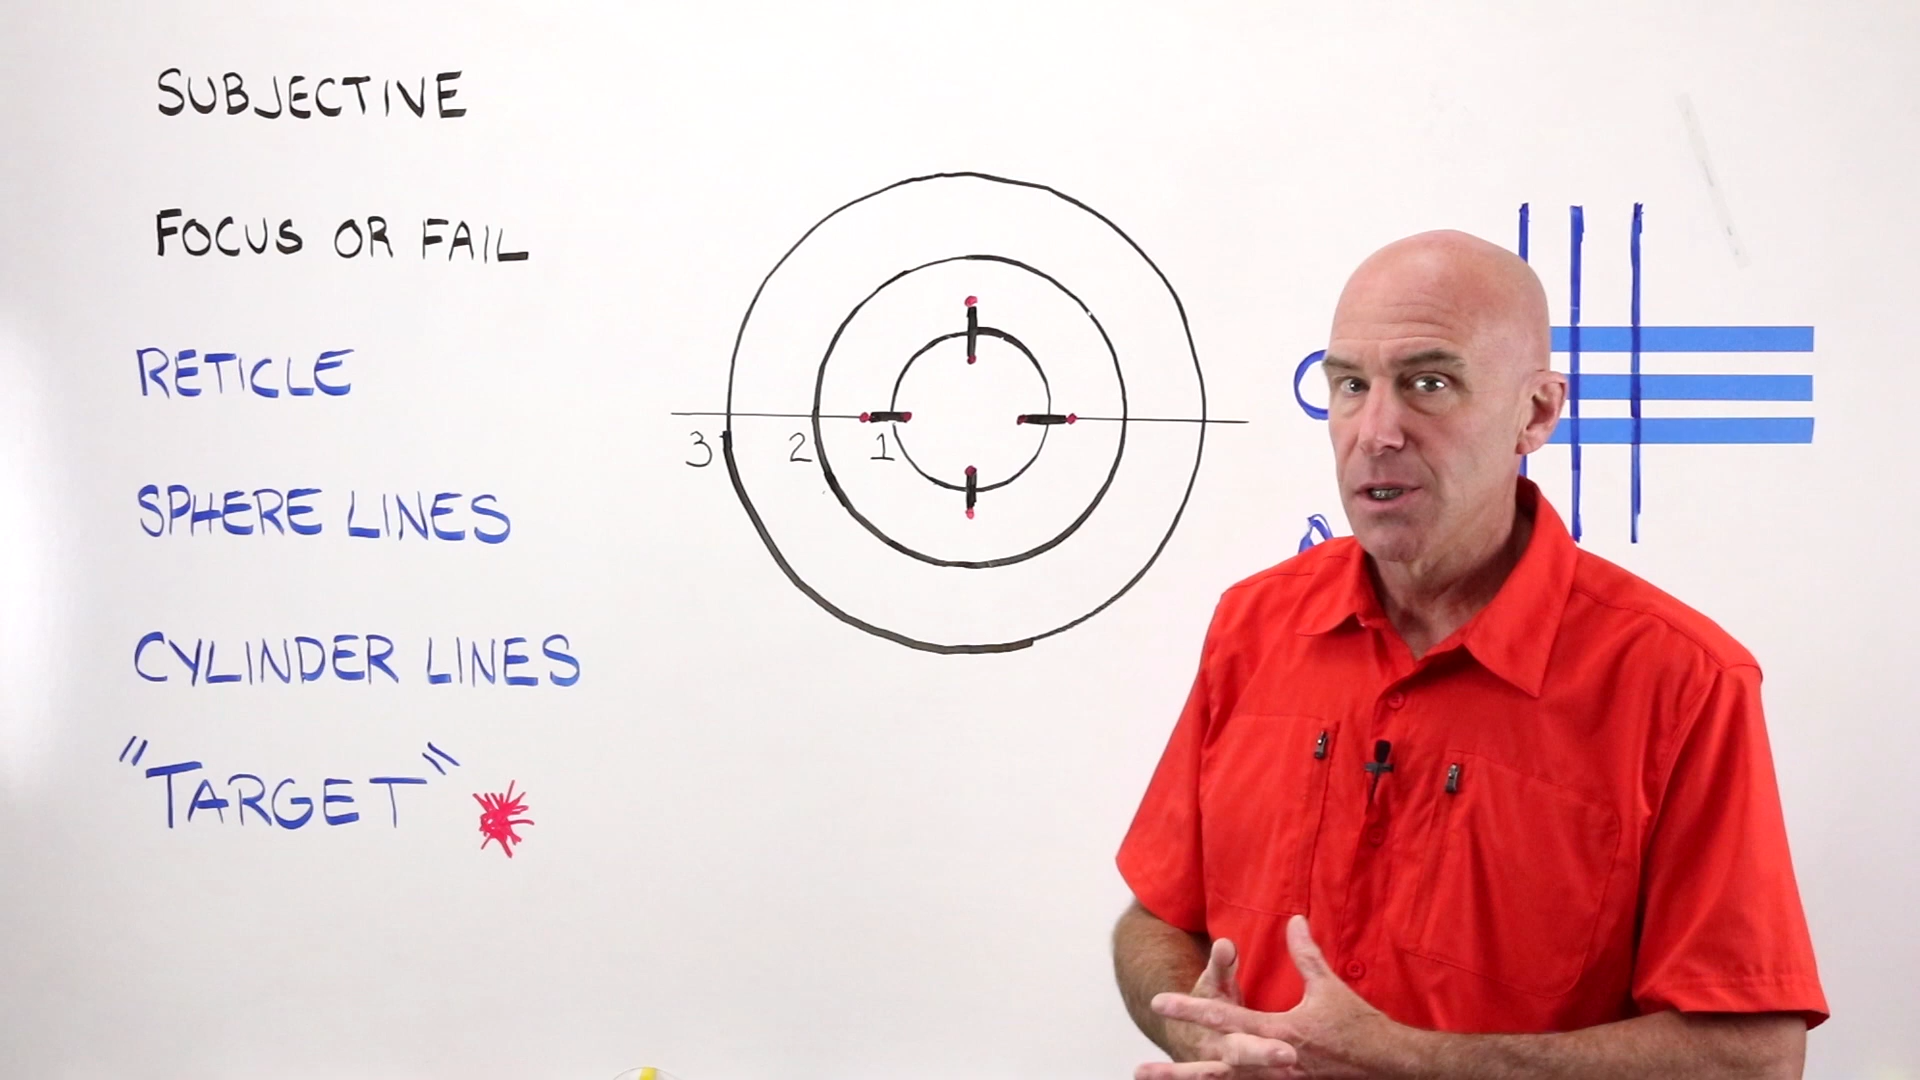 SUBJECTIVE
FOCUS OR FAIL
RETICLE
SPHERE LINES
CYLINDER LINES
"TARGET"
3 2 1